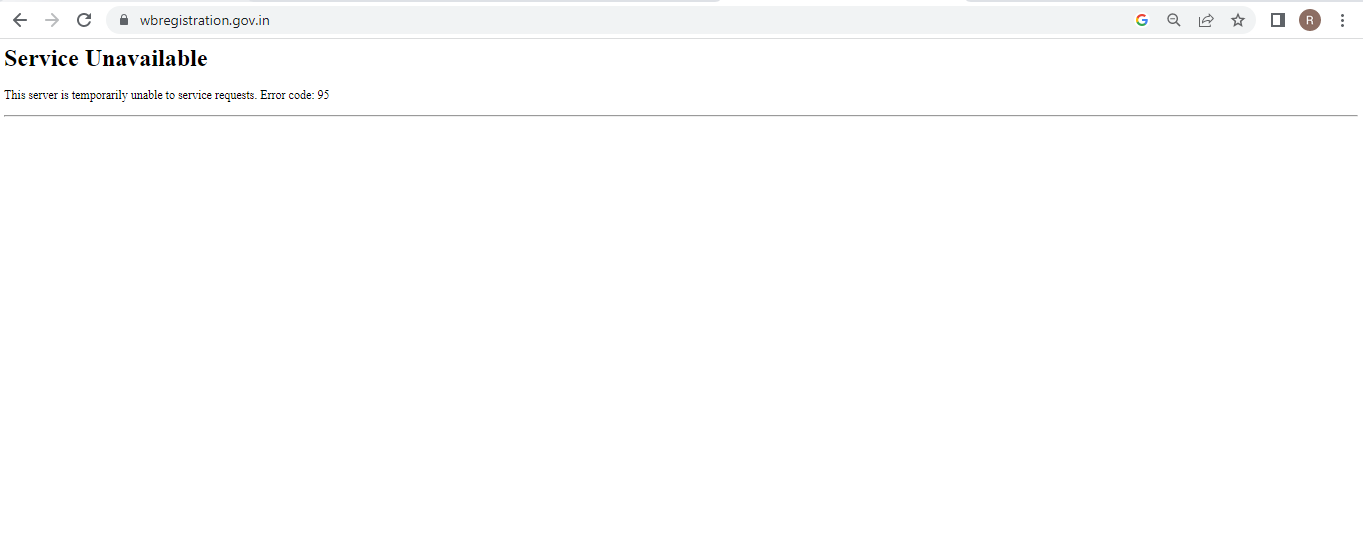 wbregistration.gov.in
R
Service Unavailable
This server is temporarily unable to service requests. Error code: 95